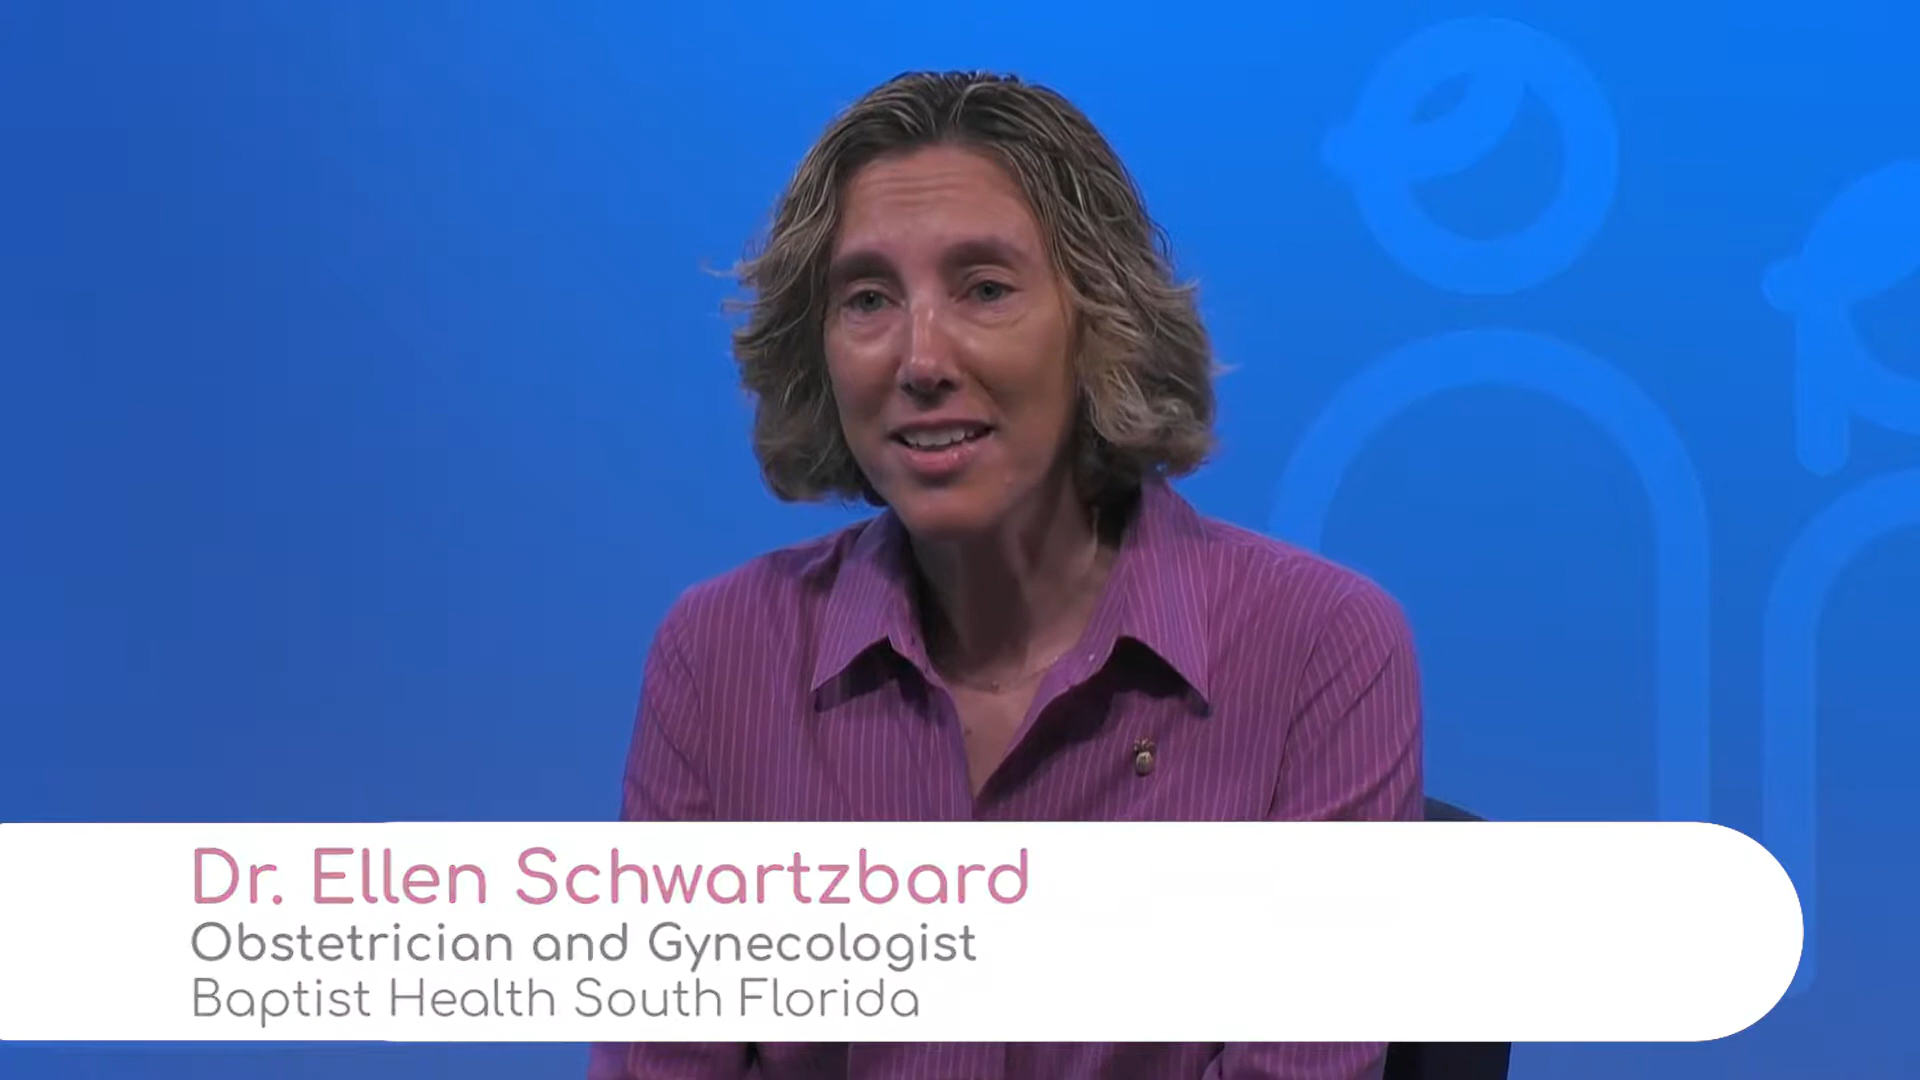 Dr. Ellen Schwartzbard
Obstetrician and Gynecologist
Baptist Health South Florida